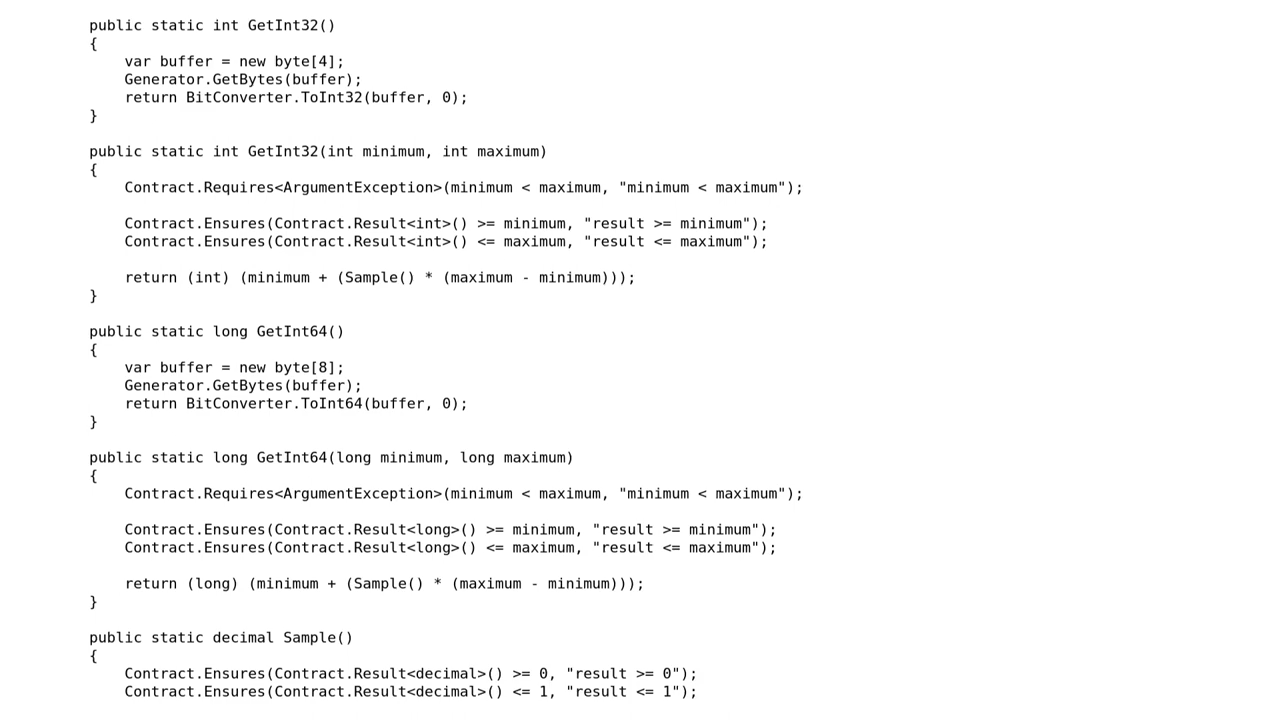 public static int GetInt32()
{
    var buffer = new byte[4];
    Generator.GetBytes(buffer);
    return BitConverter.ToInt32(buffer, 0);
}

public static int GetInt32(int minimum, int maximum)
{
    Contract.Requires<ArgumentException>(minimum < maximum, "minimum < maximum");

    Contract.Ensures(Contract.Result<int>() >= minimum, "result >= minimum");
    Contract.Ensures(Contract.Result<int>() <= maximum, "result <= maximum");

    return (int) (minimum + (Sample() * (maximum - minimum)));
}

public static long GetInt64()
{
    var buffer = new byte[8];
    Generator.GetBytes(buffer);
    return BitConverter.ToInt64(buffer, 0);
}

public static long GetInt64(long minimum, long maximum)
{
    Contract.Requires<ArgumentException>(minimum < maximum, "minimum < maximum");

    Contract.Ensures(Contract.Result<long>() >= minimum, "result >= minimum");
    Contract.Ensures(Contract.Result<long>() <= maximum, "result <= maximum");

    return (long) (minimum + (Sample() * (maximum - minimum)));
}

public static decimal Sample()
{
    Contract.Ensures(Contract.Result<decimal>() >= 0, "result >= 0");
    Contract.Ensures(Contract.Result<decimal>() <= 1, "result <= 1");